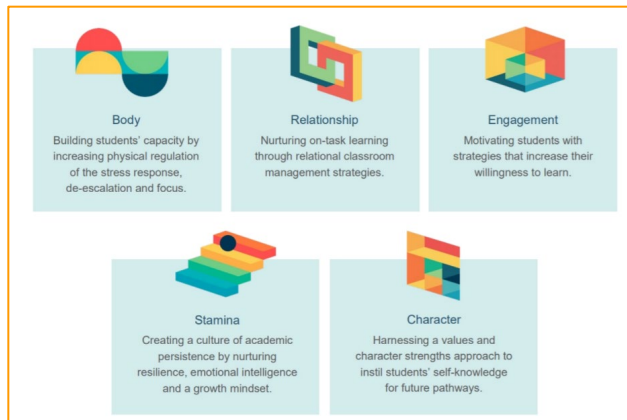 Body
Building students' capacity by
increasing physical regulation
of the stress response,
de-escalation and focus.
Relationship
Nurturing on-task learning
through relational classroom
management strategies.
Engagement
Motivating students with
strategies that increase their
willingness to learn.
Stamina
Creating a culture of academic
persistence by nurturing
resilience, emotional intelligence
and a growth mindset.
Character
Harnessing a values and
character strengths approach to
instil students' self-knowledge
for future pathways.